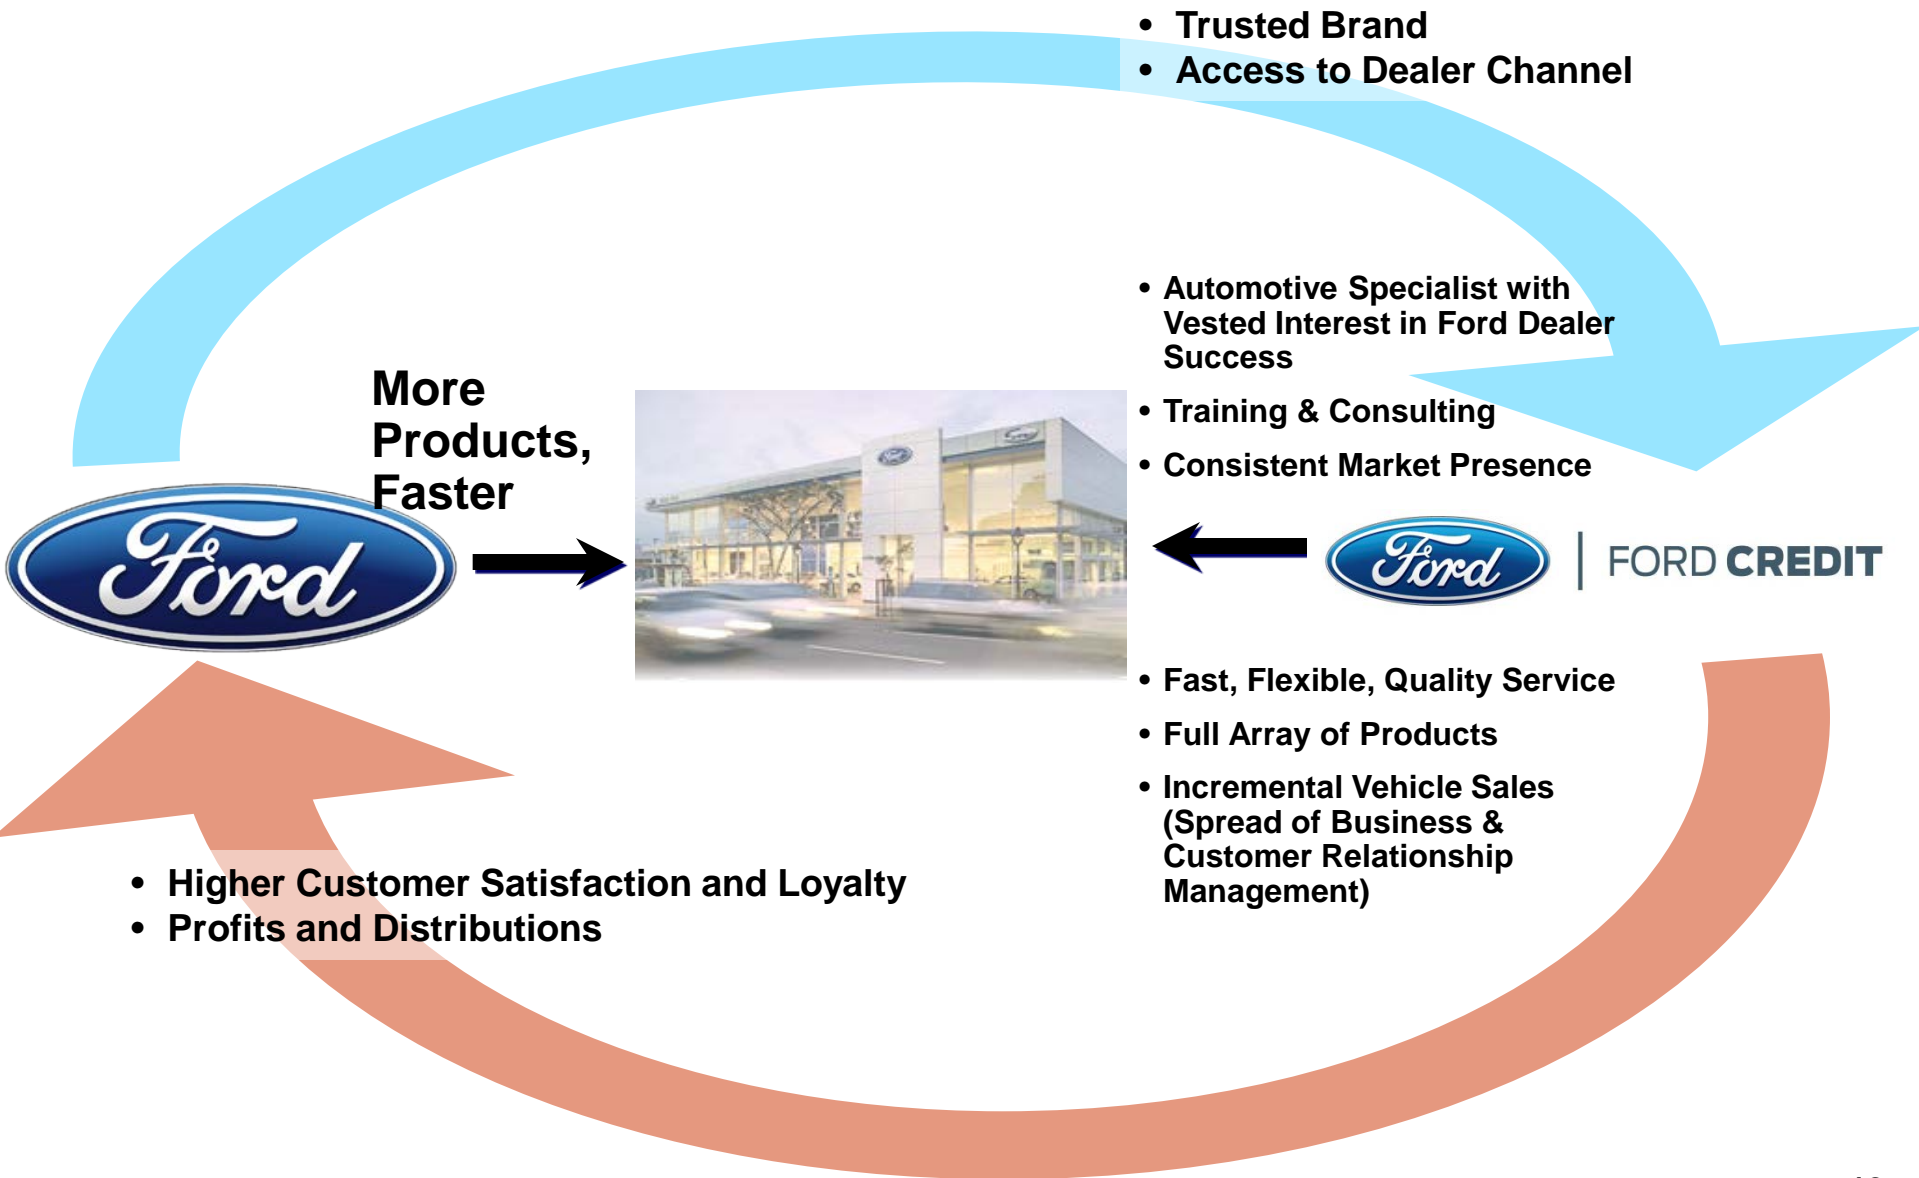 • Trusted Brand
• Access to Dealer Channel
• Automotive Specialist with
Vested Interest in Ford Dealer
Success
• Training & Consulting
• Consistent Market Presence
More
Products,
Faster
Ford
Ford
FORD CREDIT
• Fast, Flexible, Quality Service
• Full Array of Products
• Incremental Vehicle Sales
(Spread of Business &
Customer Relationship
Management)
• Higher Customer Satisfaction and Loyalty
• Profits and Distributions